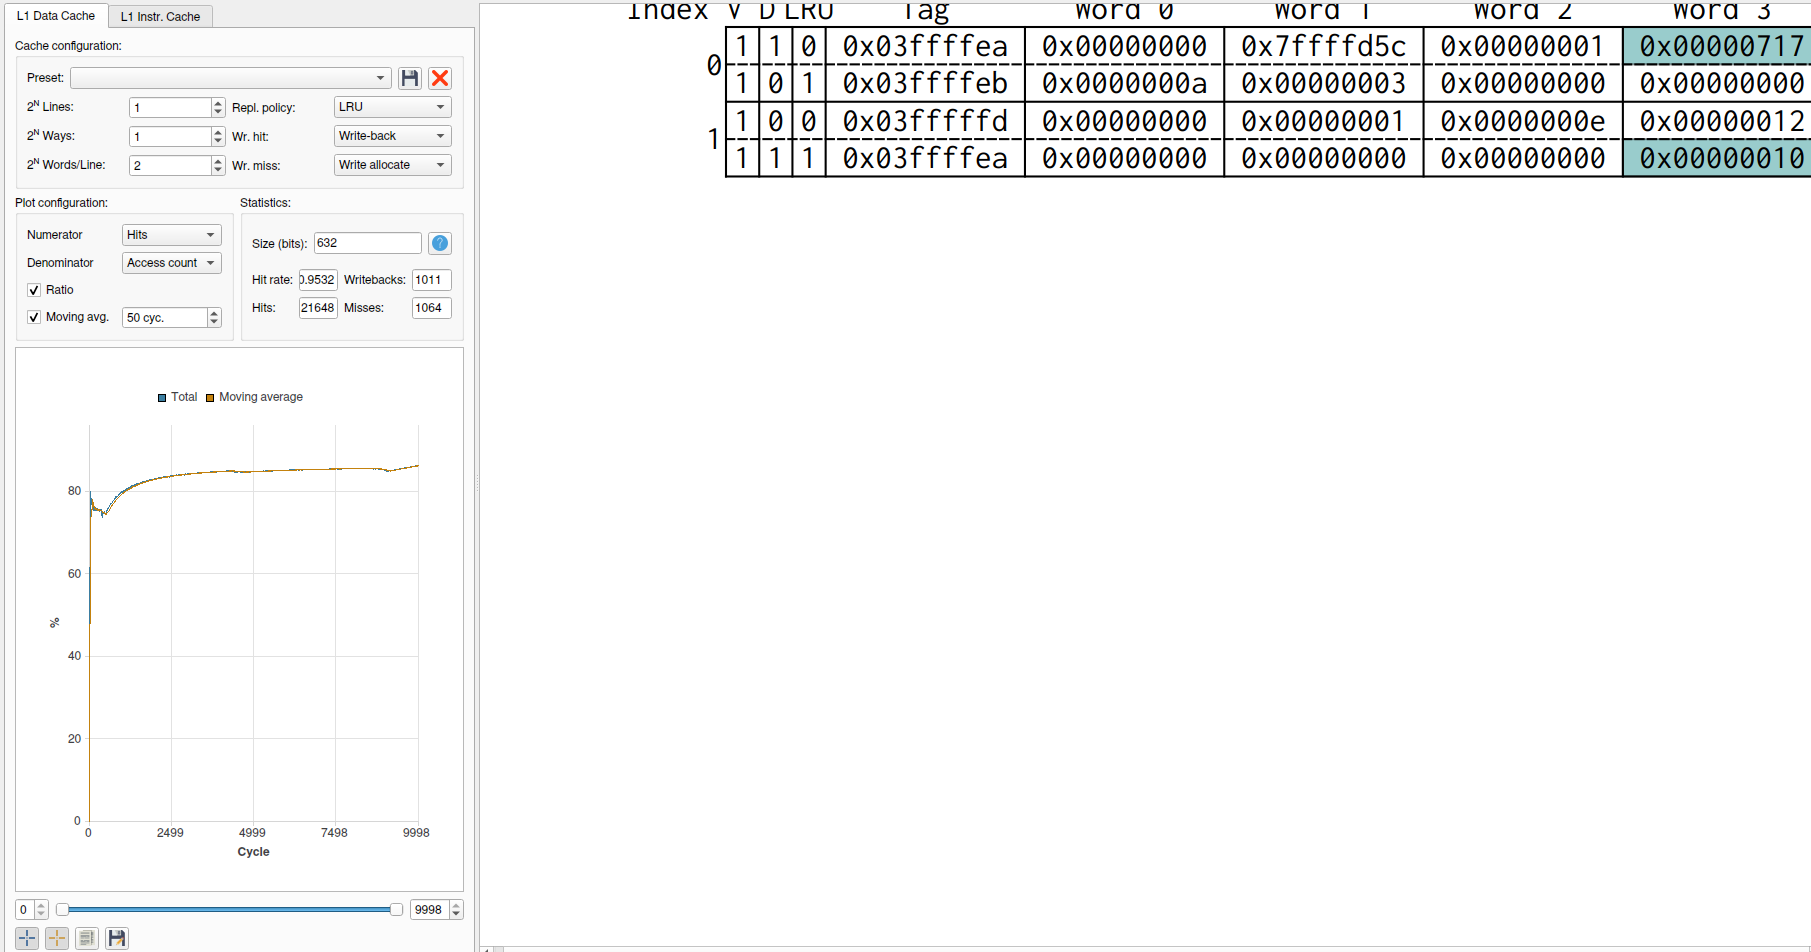 L1 Data Cache L1 Instr. Cache
Cache configuration:
Preset:
2^N Lines: 1 Repl. policy: LRU
2^N Ways: 1 Wr. hit: Write-back
2^N Words/Line: 2 Wr. miss: Write allocate
Plot configuration: Statistics:
Numerator Hits
Denominator Access count
Ratio
Moving avg. 50 cyc.
Size (bits): 632 ?
Hit rate: 0.9532 Writebacks: 1011
Hits: 21648 Misses: 1064
Total Moving average
80
60
%
40
20
0
0 2499 4999 7498 9998
Cycle
0 9998
Index V D LRU Tag Word 0 Word 1 Word 2 Word 3
0
1 1 0 0x03ffffea 0x00000000 0x7ffffd5c 0x00000001 0x00000717
1 0 1 0x03ffffeb 0x0000000a 0x00000003 0x00000000 0x00000000
1
1 0 0 0x03fffffd 0x00000000 0x00000001 0x0000000e 0x00000012
1 1 1 0x03ffffea 0x00000000 0x00000000 0x00000000 0x00000010